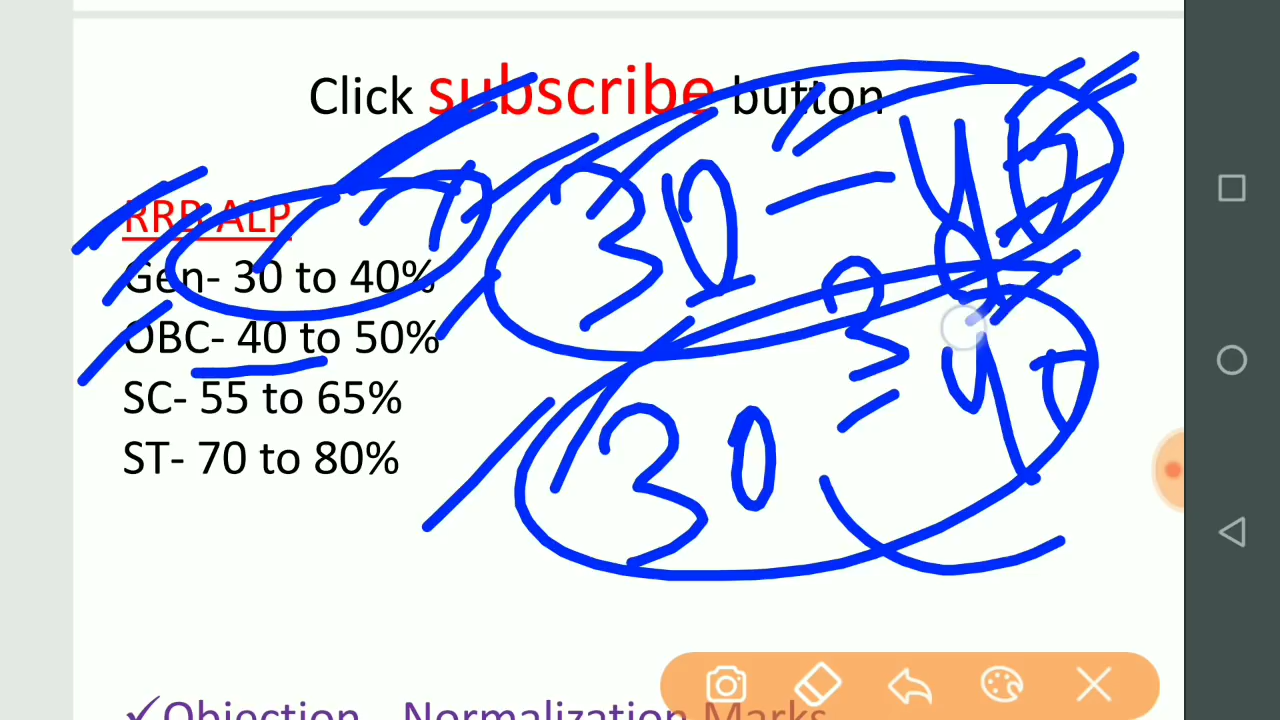 Click subscribe button
RRB ALP
Gen- 30 to 40%
OBC- 40 to 50%
SC- 55 to 65%
ST- 70 to 80%
30 = 40
30 = 40
✓Objection Normalization Marks